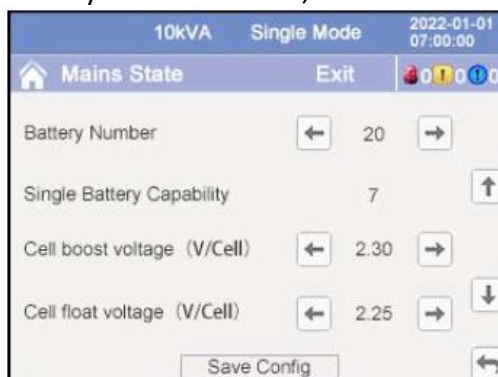 10kVA Single Mode 2022-01-01
07:00:00
Mains State Exit 0 ! 0 ! 0
Battery Number 20
Single Battery Capability 7
Cell boost voltage (V/Cell) 2.30
Cell float voltage (V/Cell) 2.25
Save Config